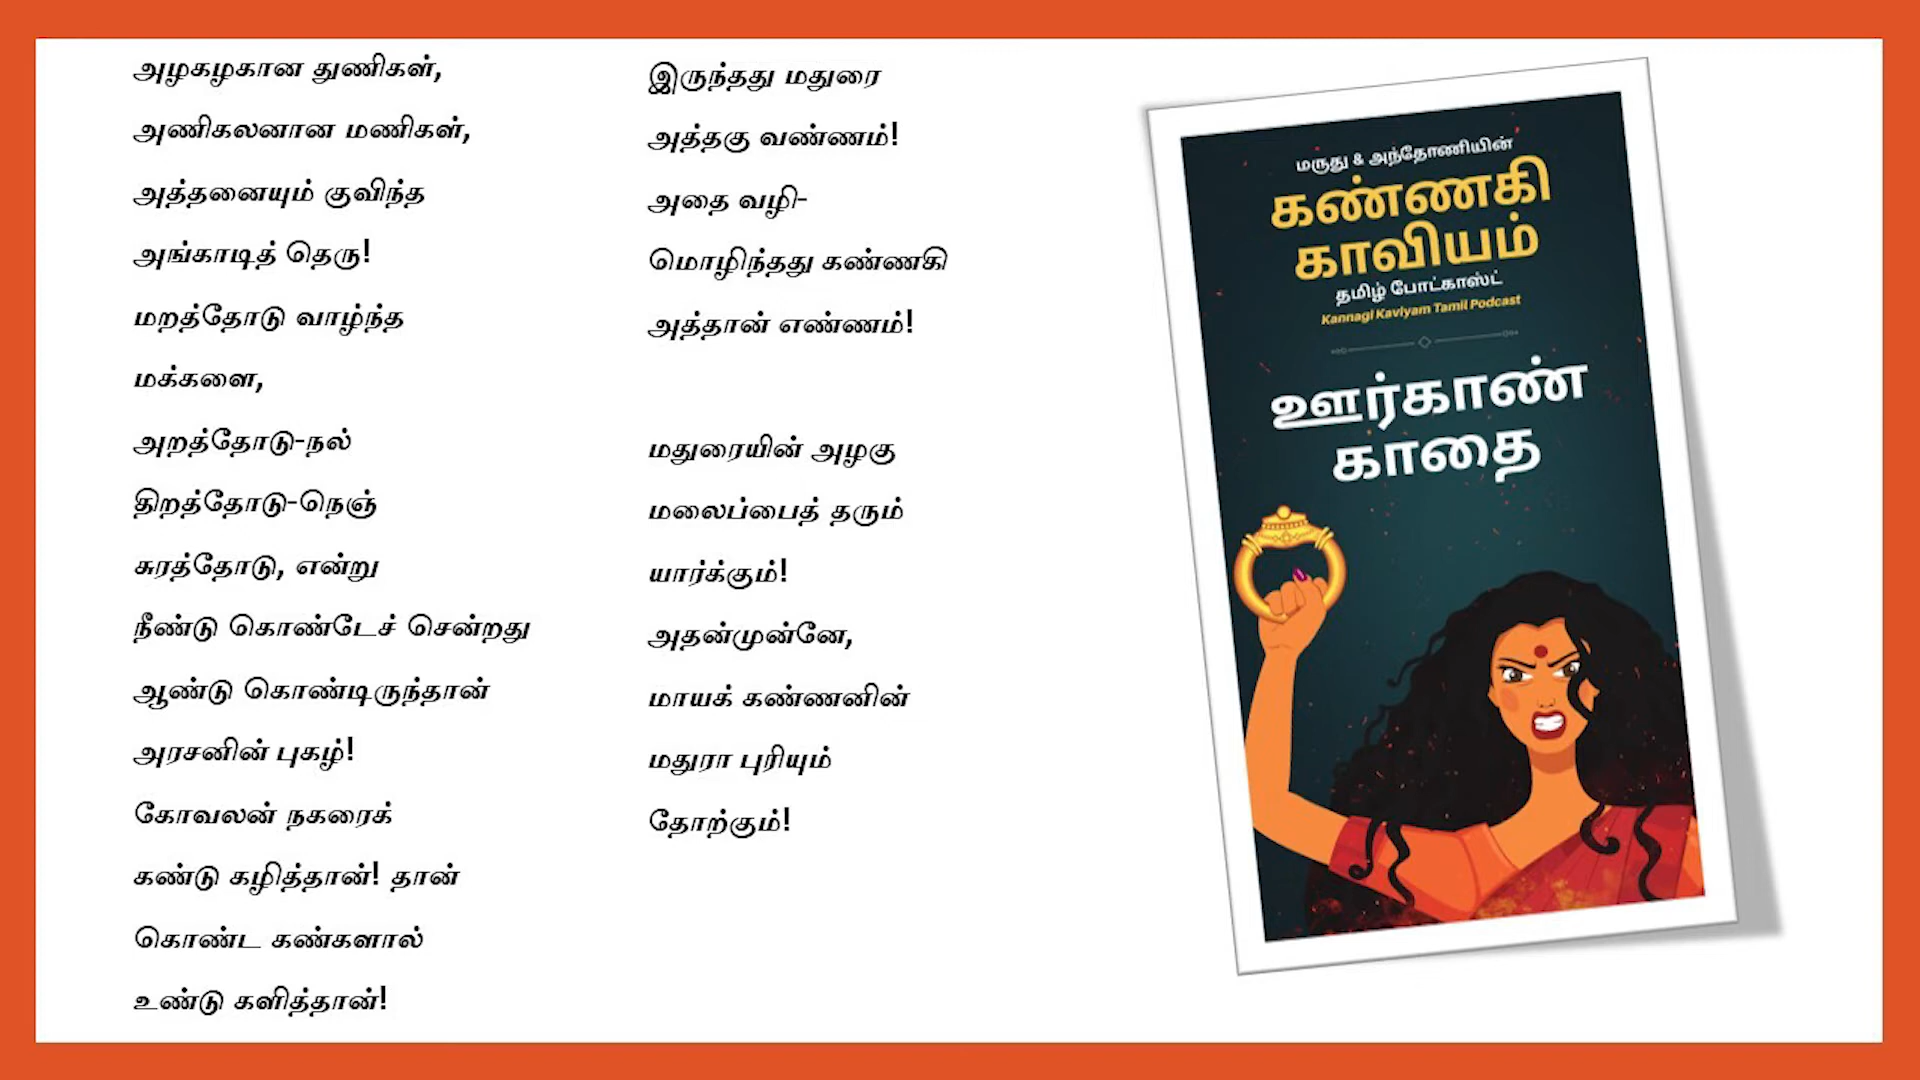 அழகழகான துணிகள்,
அணிகலனான மணிகள்,
அத்தனையும் குவிந்த
அங்காடித் தெரு!
மறத்தோடு வாழ்ந்த
மக்களை,
அறத்தோடு-நல்
திறத்தோடு-நெஞ்
சுரத்தோடு, என்று
நீண்டு கொண்டேச் சென்றது
ஆண்டு கொண்டிருந்தான்
அரசனின் புகழ்!
கோவலன் நகரைக்
கண்டு கழித்தான்! தான்
கொண்ட கண்களால்
உண்டு களித்தான்!
இருந்தது மதுரை
அத்தகு வண்ணம்!
அதை வழி-
மொழிந்தது கண்ணகி
அத்தான் எண்ணம்!
மதுரையின் அழகு
மலைப்பைத் தரும்
யார்க்கும்!
அதன்முன்னே,
மாயக் கண்ணனின்
மதுரா புரியும்
தோற்கும்!
மருது & அந்தோணியின்
கண்ணகி
காவியம்
தமிழ் போட்காஸ்ட்
Kannagi Kaviyam Tamil Podcast
ஊர்காண்
காதை